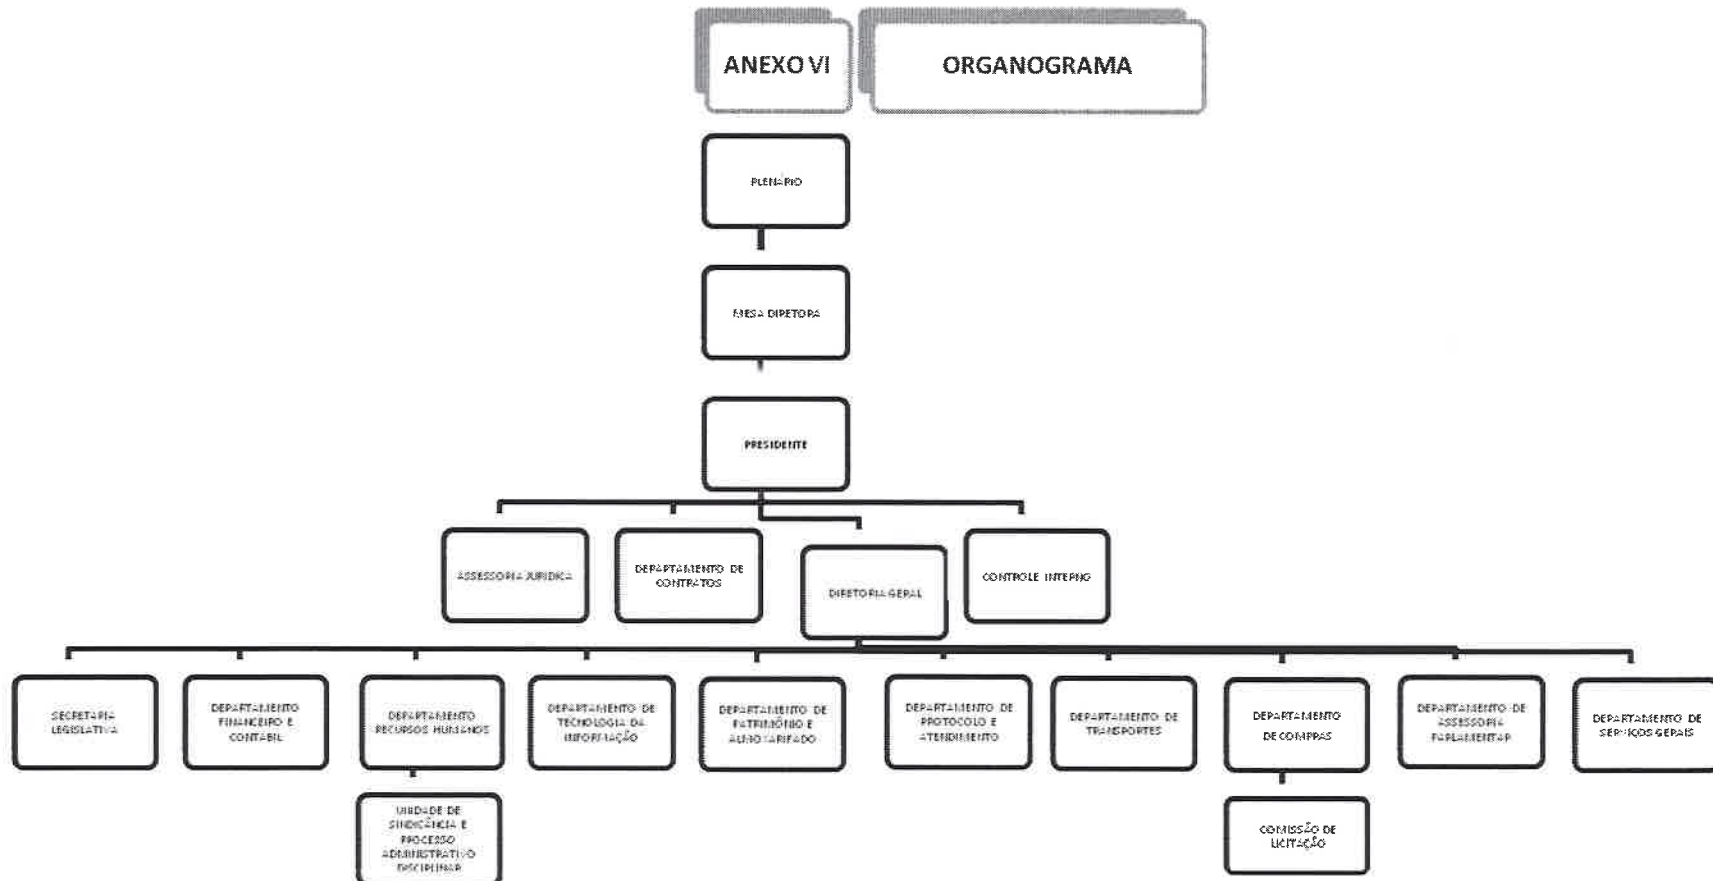 ANEXO VI
ORGANOGRAMA
PLENÁRIO
MESA DIRETORA
PRESIDENTE
ASSESSORIA JURIDICA
DEPARTAMENTO DE
CONTRATOS
DIRETORIA GERAL
CONTROLE INTERNO
SECRETARIA
LEGISLATIVA
DEPARTAMENTO
FINANCEIRO E
CONTABIL
DEPARTAMENTO
RECURSOS HUMANOS
DEPARTAMENTO DE
TECNOLOGIA DA
INFORMAÇÃO
DEPARTAMENTO DE
PATRIMÔNIO E
ALMOXARIFADO
DEPARTAMENTO DE
PROTOCOLO E
ATENDIMENTO
DEPARTAMENTO DE
TRANSPORTES
DEPARTAMENTO
DE COMPRAS
DEPARTAMENTO DE
ASSESSORIA
PARLAMENTAR
DEPARTAMENTO DE
SERVIÇOS GERAIS
UNIDADE DE
SINDICÂNCIA E
PROCESSO
ADMINISTRATIVO
DISCIPLINAR
COMISSÃO DE
LICITAÇÃO